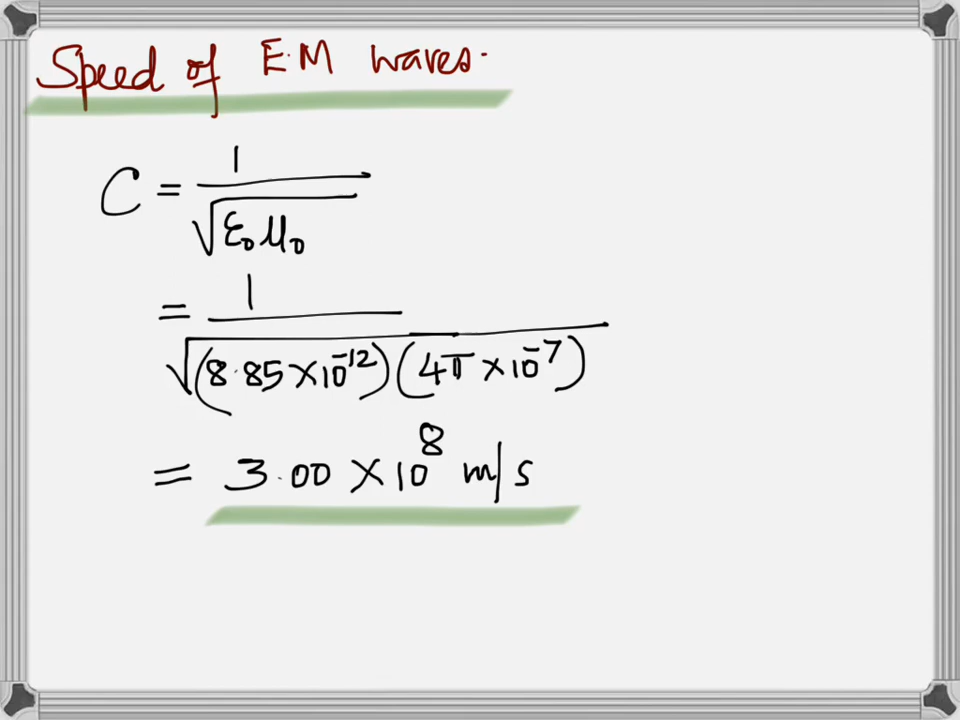 Speed of E.M waves.
C = 1 / √(ε₀μ₀)
= 1 / √((8.85×10⁻¹²)(4π×10⁻⁷))
= 3.00 × 10⁸ m/s